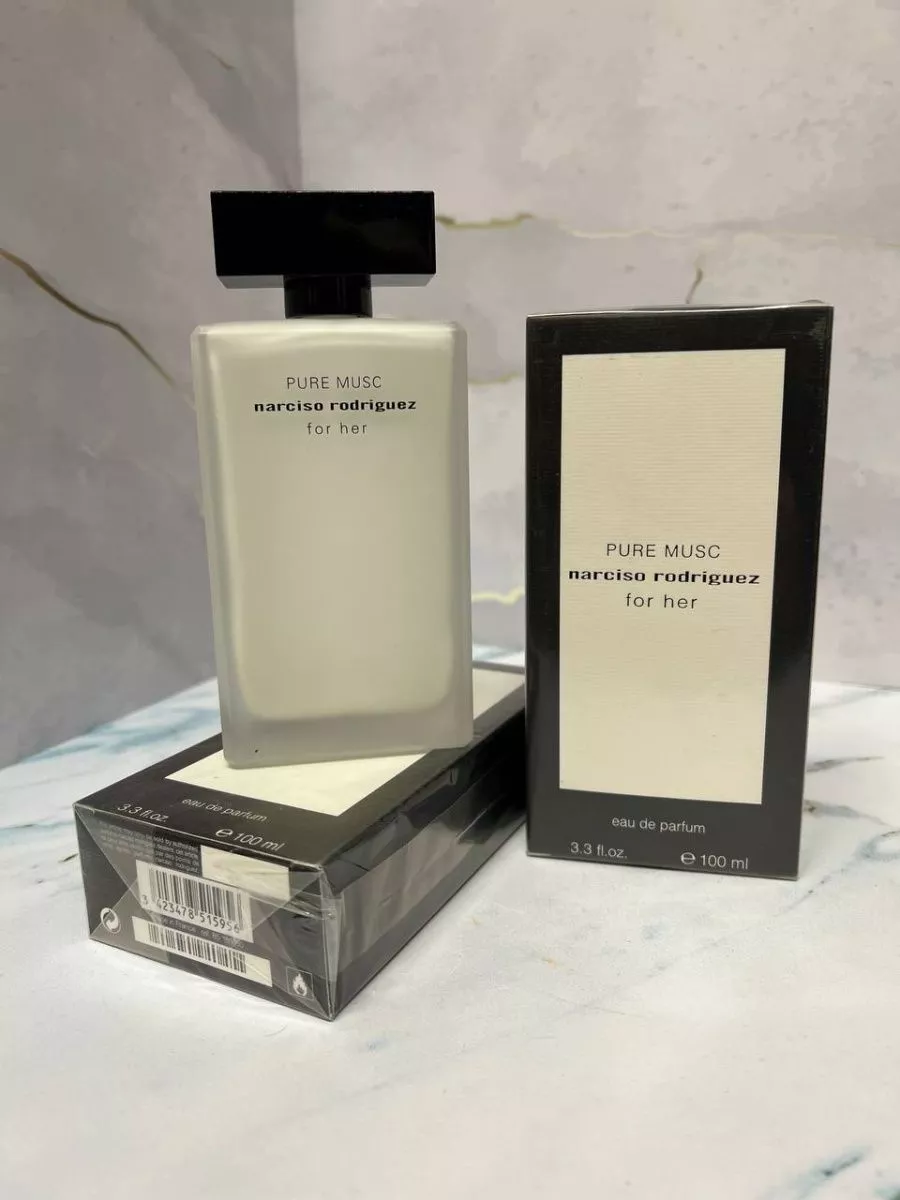 PURE MUSC
narciso rodriguez
for her
PURE MUSC
narciso rodriguez
for her
eau de parfum
3.3 fl.oz.
e 100 ml
eau de parfum
3.3 fl.oz.
e 100 ml
3 423478 515956